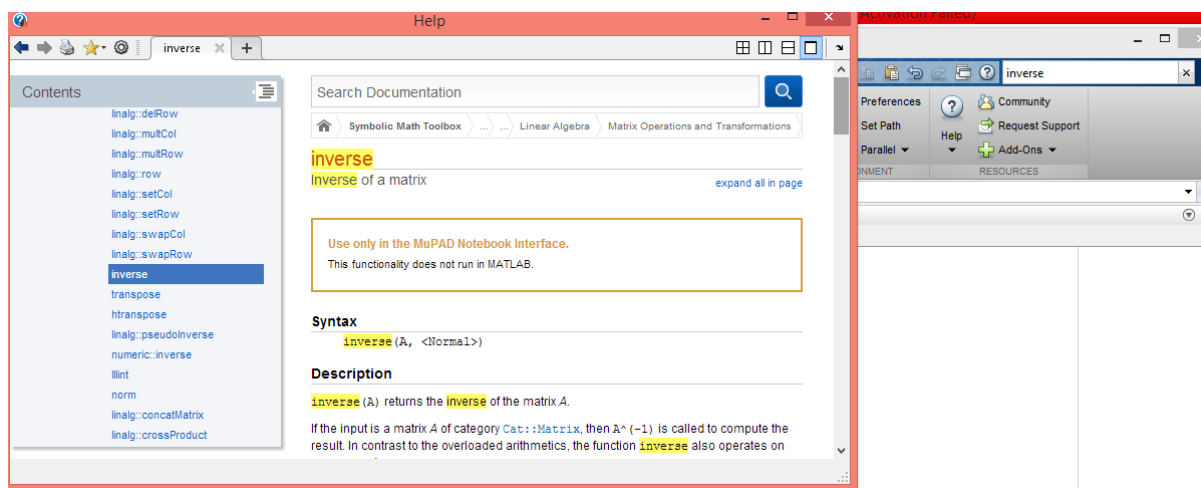 Help
Activation Failed)
inverse
inverse
Contents
linalg::delRow
linalg::multCol
linalg::multRow
linalg::row
linalg::setCol
linalg::setRow
linalg::swapCol
linalg::swapRow
inverse
transpose
htranspose
linalg::pseudoInverse
numeric::inverse
lllint
norm
linalg::concatMatrix
linalg::crossProduct
Search Documentation
Symbolic Math Toolbox ... ... Linear Algebra Matrix Operations and Transformations
inverse
Inverse of a matrix
expand all in page
Use only in the MuPAD Notebook Interface.
This functionality does not run in MATLAB.
Syntax
inverse(A, <Normal>)
Description
inverse(A) returns the inverse of the matrix A.
If the input is a matrix A of category Cat::Matrix, then A^(-1) is called to compute the
result. In contrast to the overloaded arithmetics, the function inverse also operates on
Preferences
Set Path
Parallel
Help
Community
Request Support
Add-Ons
ONMENT
RESOURCES